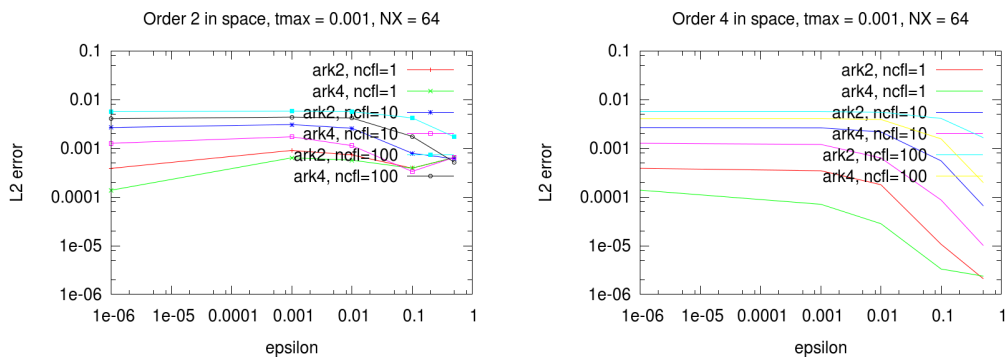 Order 2 in space, tmax = 0.001, NX = 64
0.1
0.01
0.001
0.0001
1e-05
1e-06
L2 error
1e-06 1e-05 0.0001 0.001 0.01 0.1 1
epsilon
ark2, ncfl=1
ark4, ncfl=1
ark2, ncfl=10
ark4, ncfl=10
ark2, ncfl=100
ark4, ncfl=100
Order 4 in space, tmax = 0.001, NX = 64
0.1
0.01
0.001
0.0001
1e-05
1e-06
L2 error
1e-06 1e-05 0.0001 0.001 0.01 0.1 1
epsilon
ark2, ncfl=1
ark4, ncfl=1
ark2, ncfl=10
ark4, ncfl=10
ark2, ncfl=100
ark4, ncfl=100